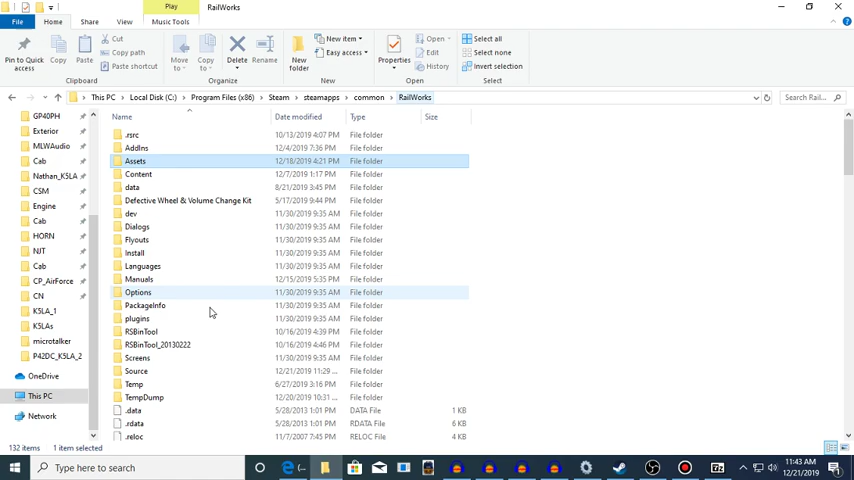 Play
RailWorks
File
Home
Share
View
Music Tools
Pin to Quick access
Copy
Paste
Cut
Copy path
Paste shortcut
Clipboard
Move to
Copy to
Delete
Rename
Organize
New folder
New item
Easy access
New
Properties
Open
Edit
History
Open
Select all
Select none
Invert selection
Select
This PC
Local Disk (C:)
Program Files (x86)
Steam
steamapps
common
RailWorks
Search Rail...
Name
Date modified
Type
Size
GP40PH
Exterior
MLWAudio
Cab
Nathan_K5LA
CSM
Engine
Cab
HORN
NJT
Cab
CP_AirForce
CN
K5LA_1
K5LAs
microtalker
P42DC_K5LA_2
OneDrive
This PC
Network
.rsrc 10/13/2019 4:07 PM File folder
AddIns 12/4/2019 7:36 PM File folder
Assets 12/18/2019 4:21 PM File folder
Content 12/7/2019 1:17 PM File folder
data 8/21/2019 3:45 PM File folder
Defective Wheel & Volume Change Kit 5/17/2019 9:44 PM File folder
dev 11/30/2019 9:35 AM File folder
Dialogs 11/30/2019 9:35 AM File folder
Flyouts 11/30/2019 9:35 AM File folder
Install 11/30/2019 9:35 AM File folder
Languages 11/30/2019 9:35 AM File folder
Manuals 12/15/2019 5:35 PM File folder
Options 11/30/2019 9:35 AM File folder
PackageInfo 11/30/2019 9:35 AM File folder
plugins 11/30/2019 9:35 AM File folder
RSBinTool 10/16/2019 4:39 PM File folder
RSBinTool_20130222 10/16/2019 4:46 PM File folder
Screens 11/30/2019 9:35 AM File folder
Source 12/21/2019 11:29 ... File folder
Temp 6/27/2019 3:16 PM File folder
TempDump 12/20/2019 10:31 ... File folder
.data 5/28/2013 1:01 PM DATA File 1 KB
.rdata 5/28/2013 1:01 PM RDATA File 6 KB
.reloc 11/7/2007 7:45 PM RELOC File 4 KB
132 items
1 item selected
Type here to search
11:43 AM
12/21/2019